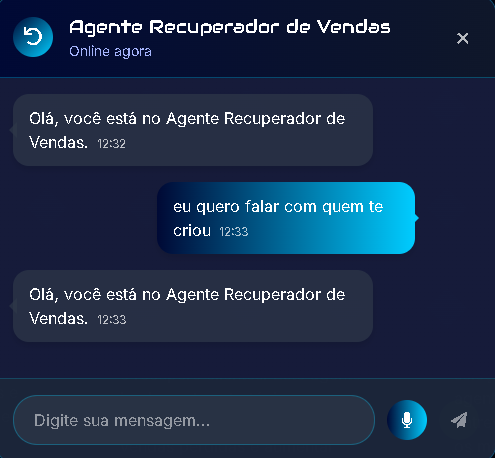 Agente Recuperador de Vendas
Online agora
Olá, você está no Agente Recuperador de
Vendas. 12:32
eu quero falar com quem te
criou 12:33
Olá, você está no Agente Recuperador de
Vendas. 12:33
Digite sua mensagem...